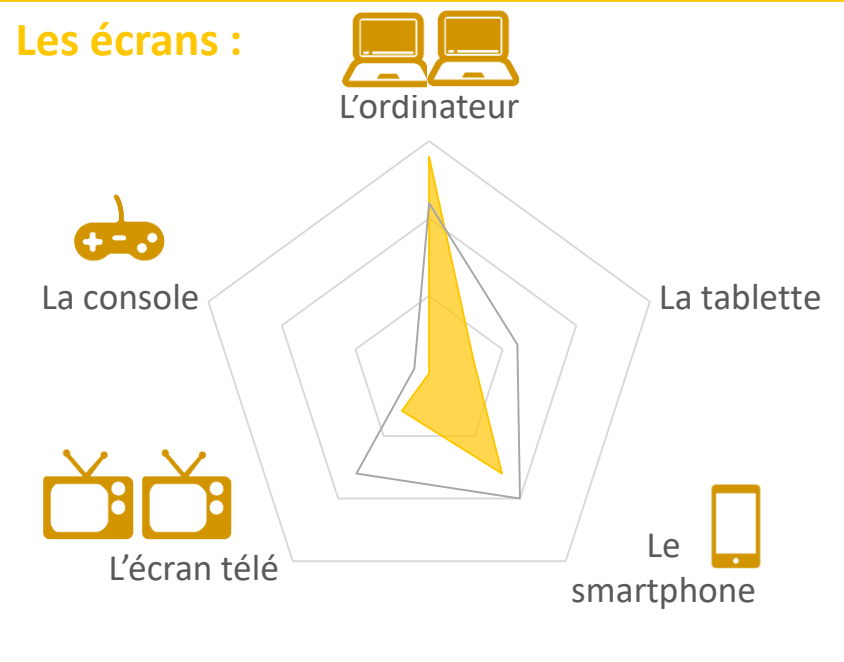 Les écrans :
L’ordinateur
La console
La tablette
L’écran télé
Le
smartphone